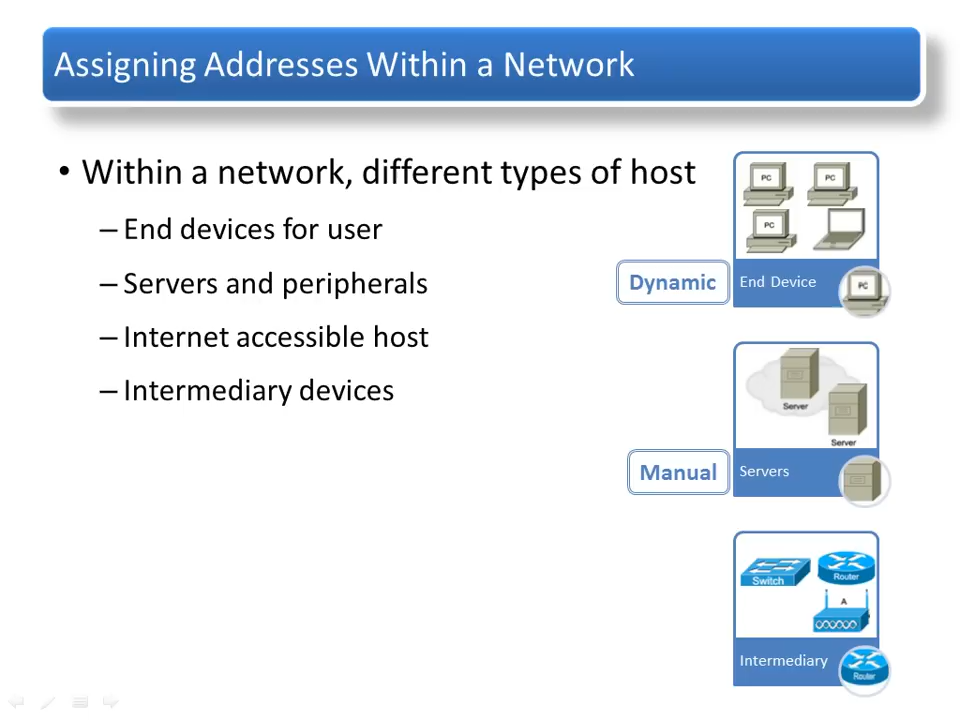 Assigning Addresses Within a Network
• Within a network, different types of host
– End devices for user
– Servers and peripherals
– Internet accessible host
– Intermediary devices
PC PC
PC
Dynamic
End Device
PC
Server
Server
Manual
Servers
Switch Router
A
Intermediary
Router